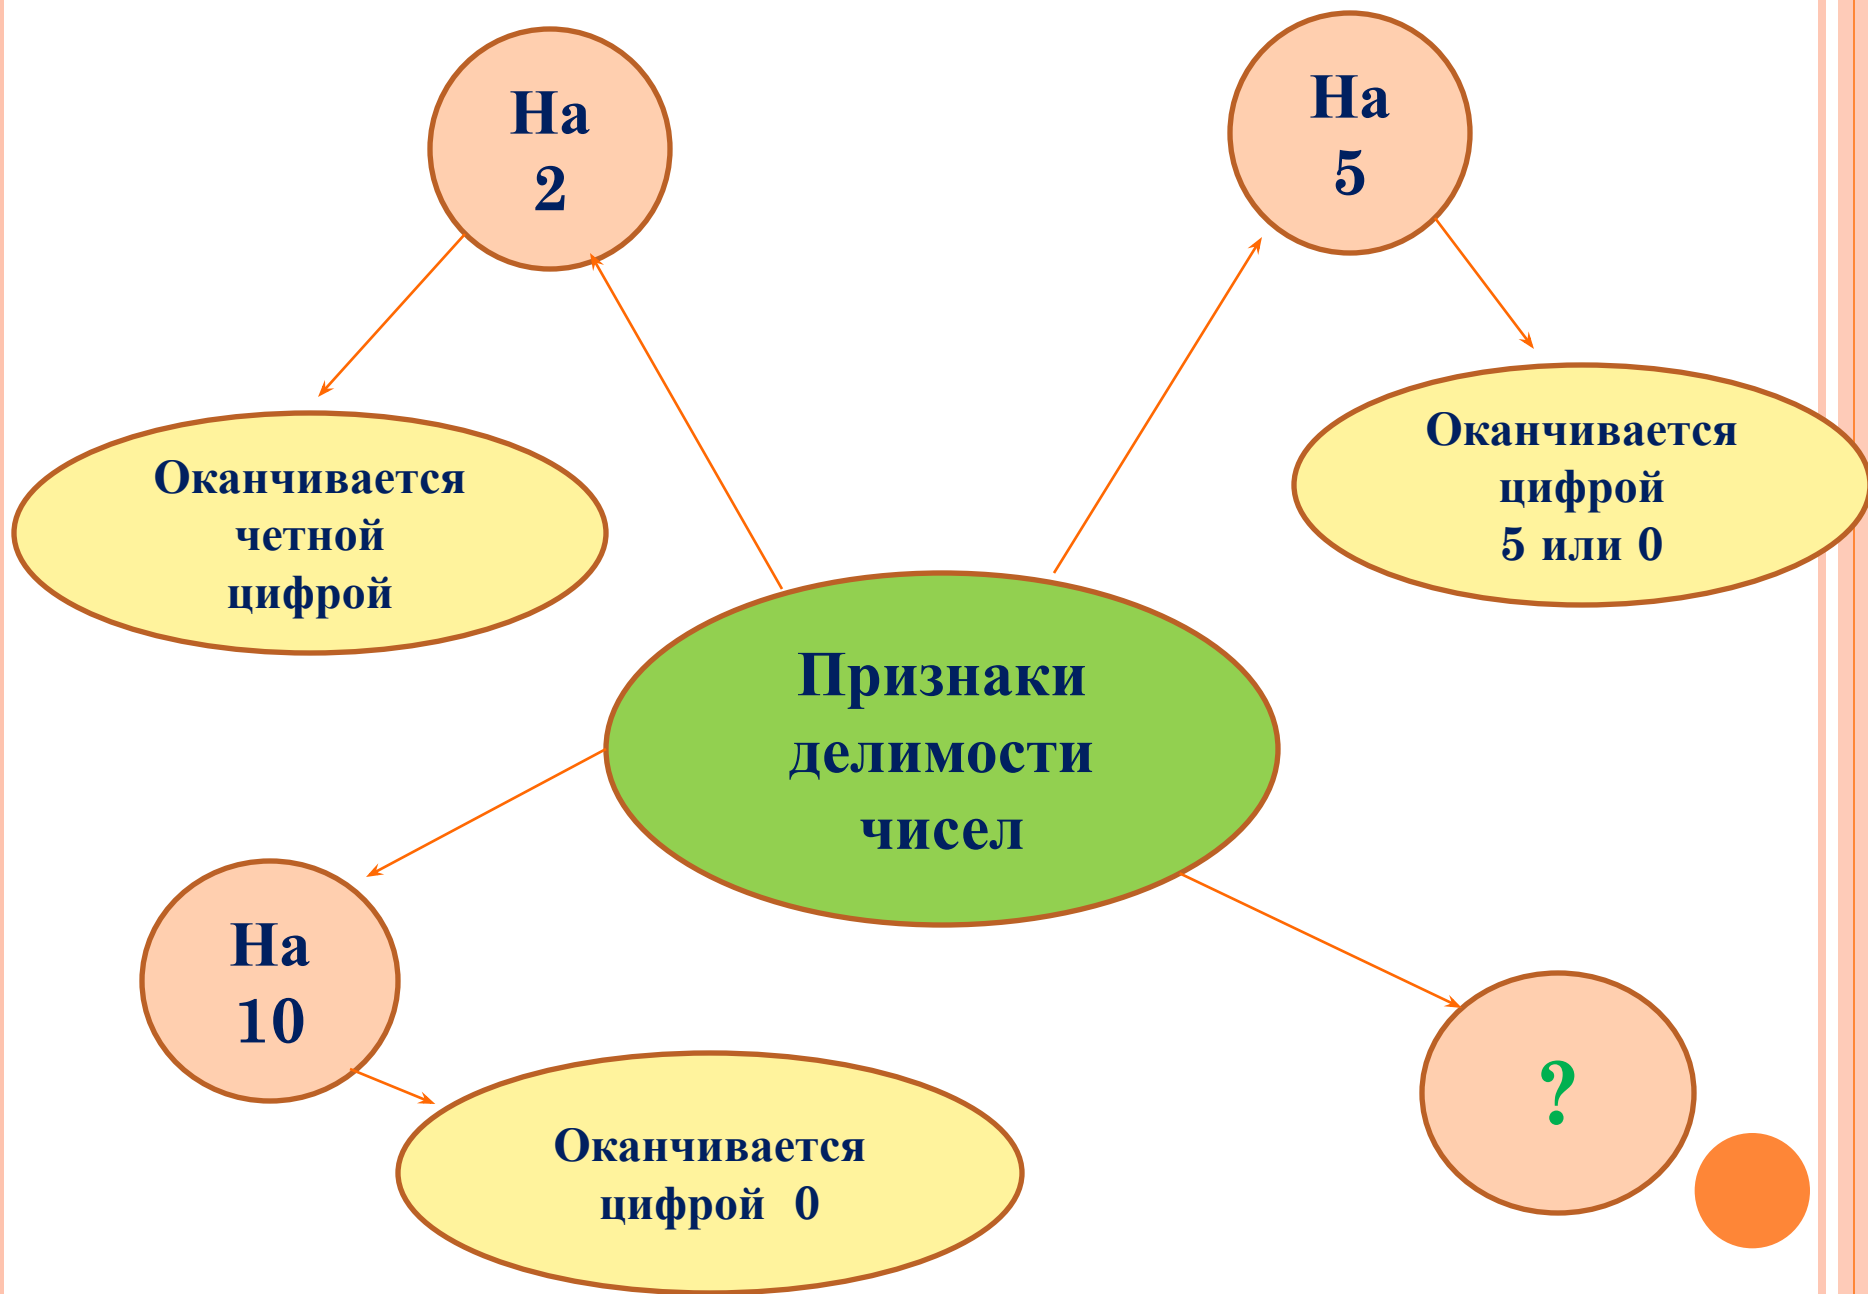 На
2
На
5
Оканчивается
четной
цифрой
Оканчивается
цифрой
5 или 0
Признаки
делимости
чисел
На
10
Оканчивается
цифрой 0
?